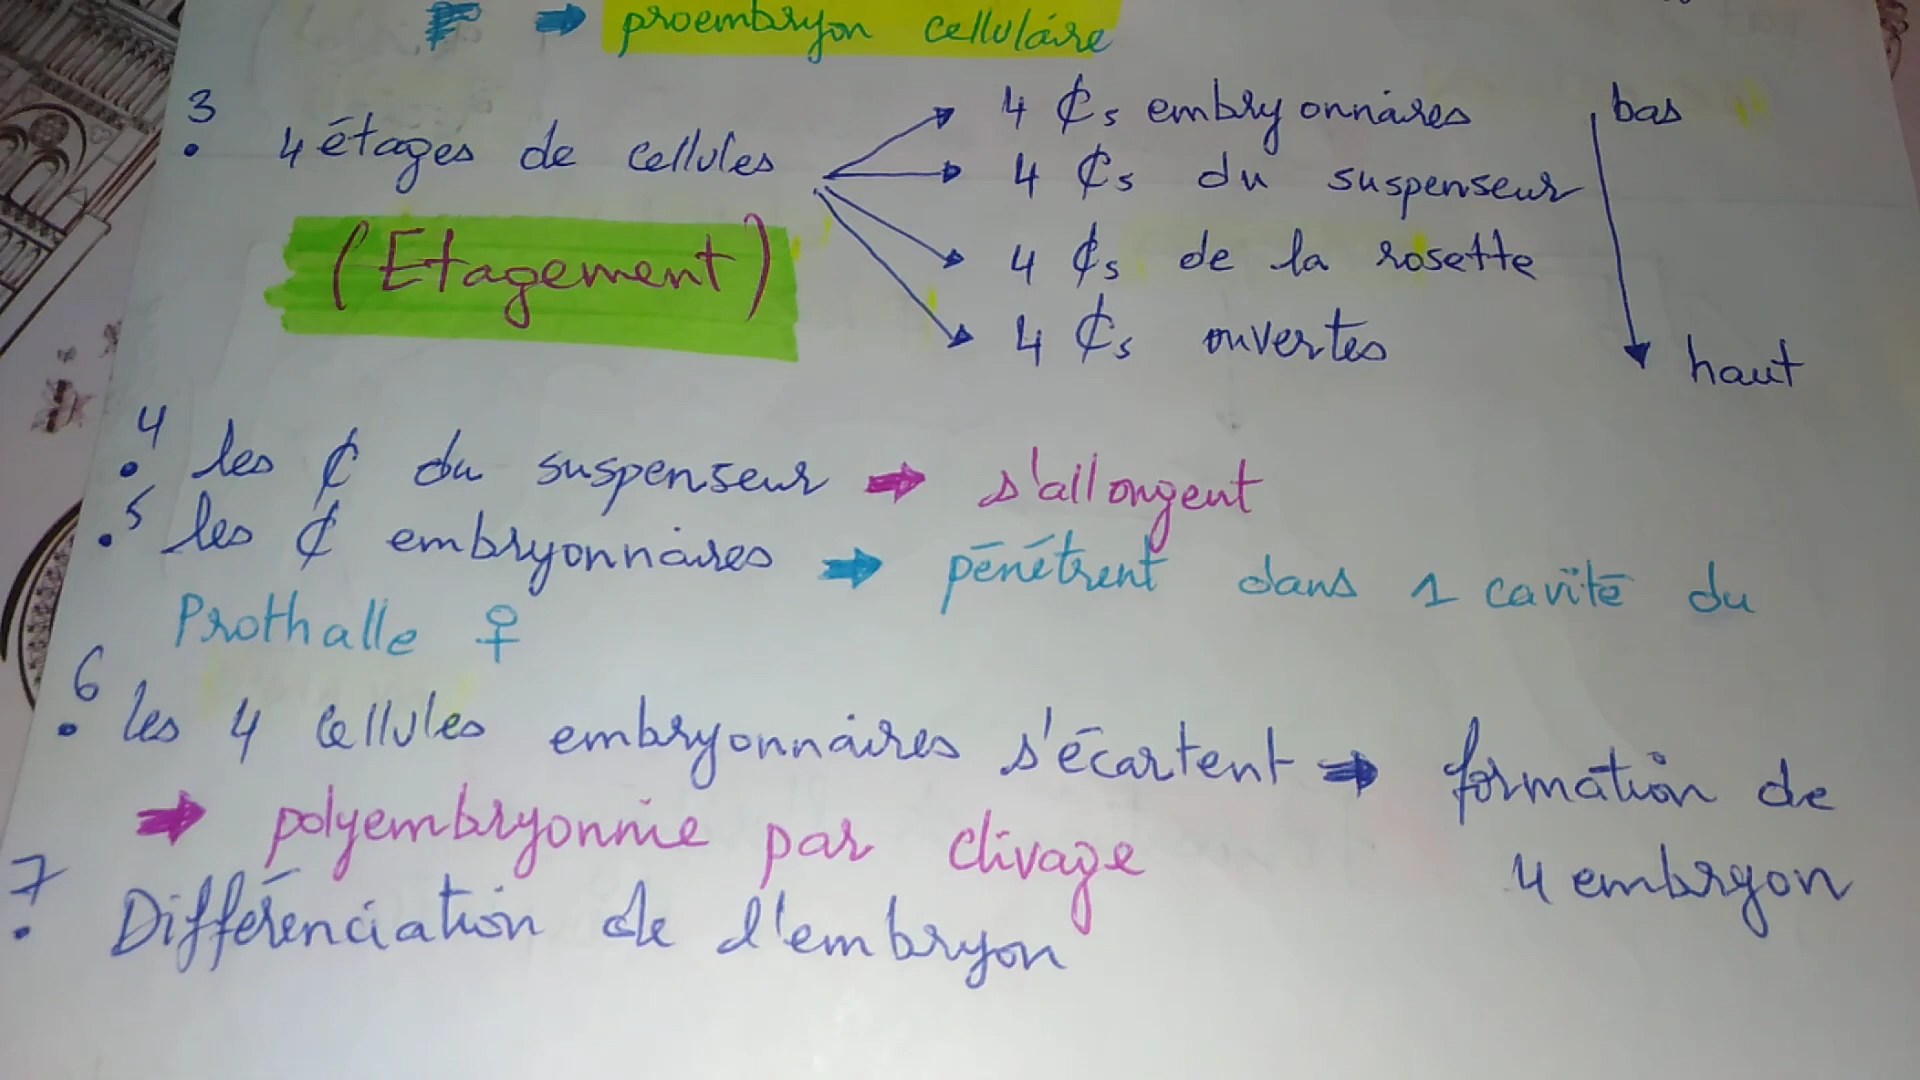 ➡ proembryon cellulaire
3. 4 étages de cellules
(Etagement)
4 ₵s embryonnaires
4 ₵s du suspenseur
4 ₵s de la rosette
4 ₵s ouvertes
bas
haut
4. les ₵ du suspenseur ➡ s'allongent
5. les ₵ embryonnaires ➡ pénétrent dans 1 cavité du
Prothalle ♀
6. les 4 cellules embryonnaires s'écartent ➡ formation de
4 embryon
➡ polyembryonnie par clivage
7. Différenciation de l'embryon